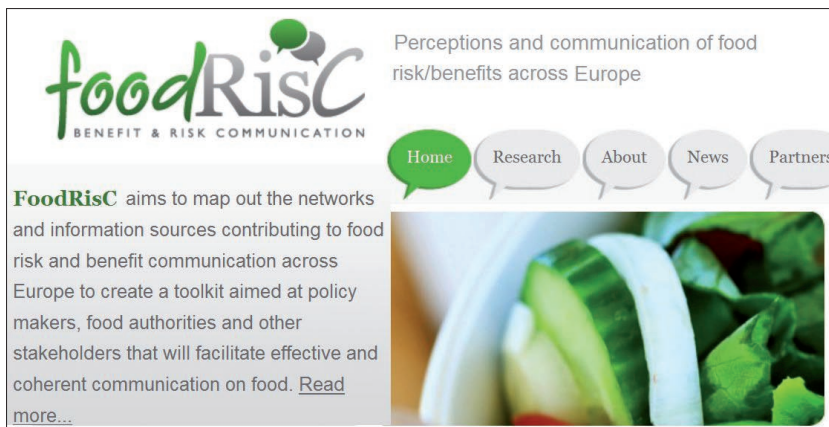 foodRisC
BENEFIT & RISK COMMUNICATION
Perceptions and communication of food
risk/benefits across Europe
Home
Research
About
News
Partners
FoodRisC aims to map out the networks
and information sources contributing to food
risk and benefit communication across
Europe to create a toolkit aimed at policy
makers, food authorities and other
stakeholders that will facilitate effective and
coherent communication on food. Read
more...